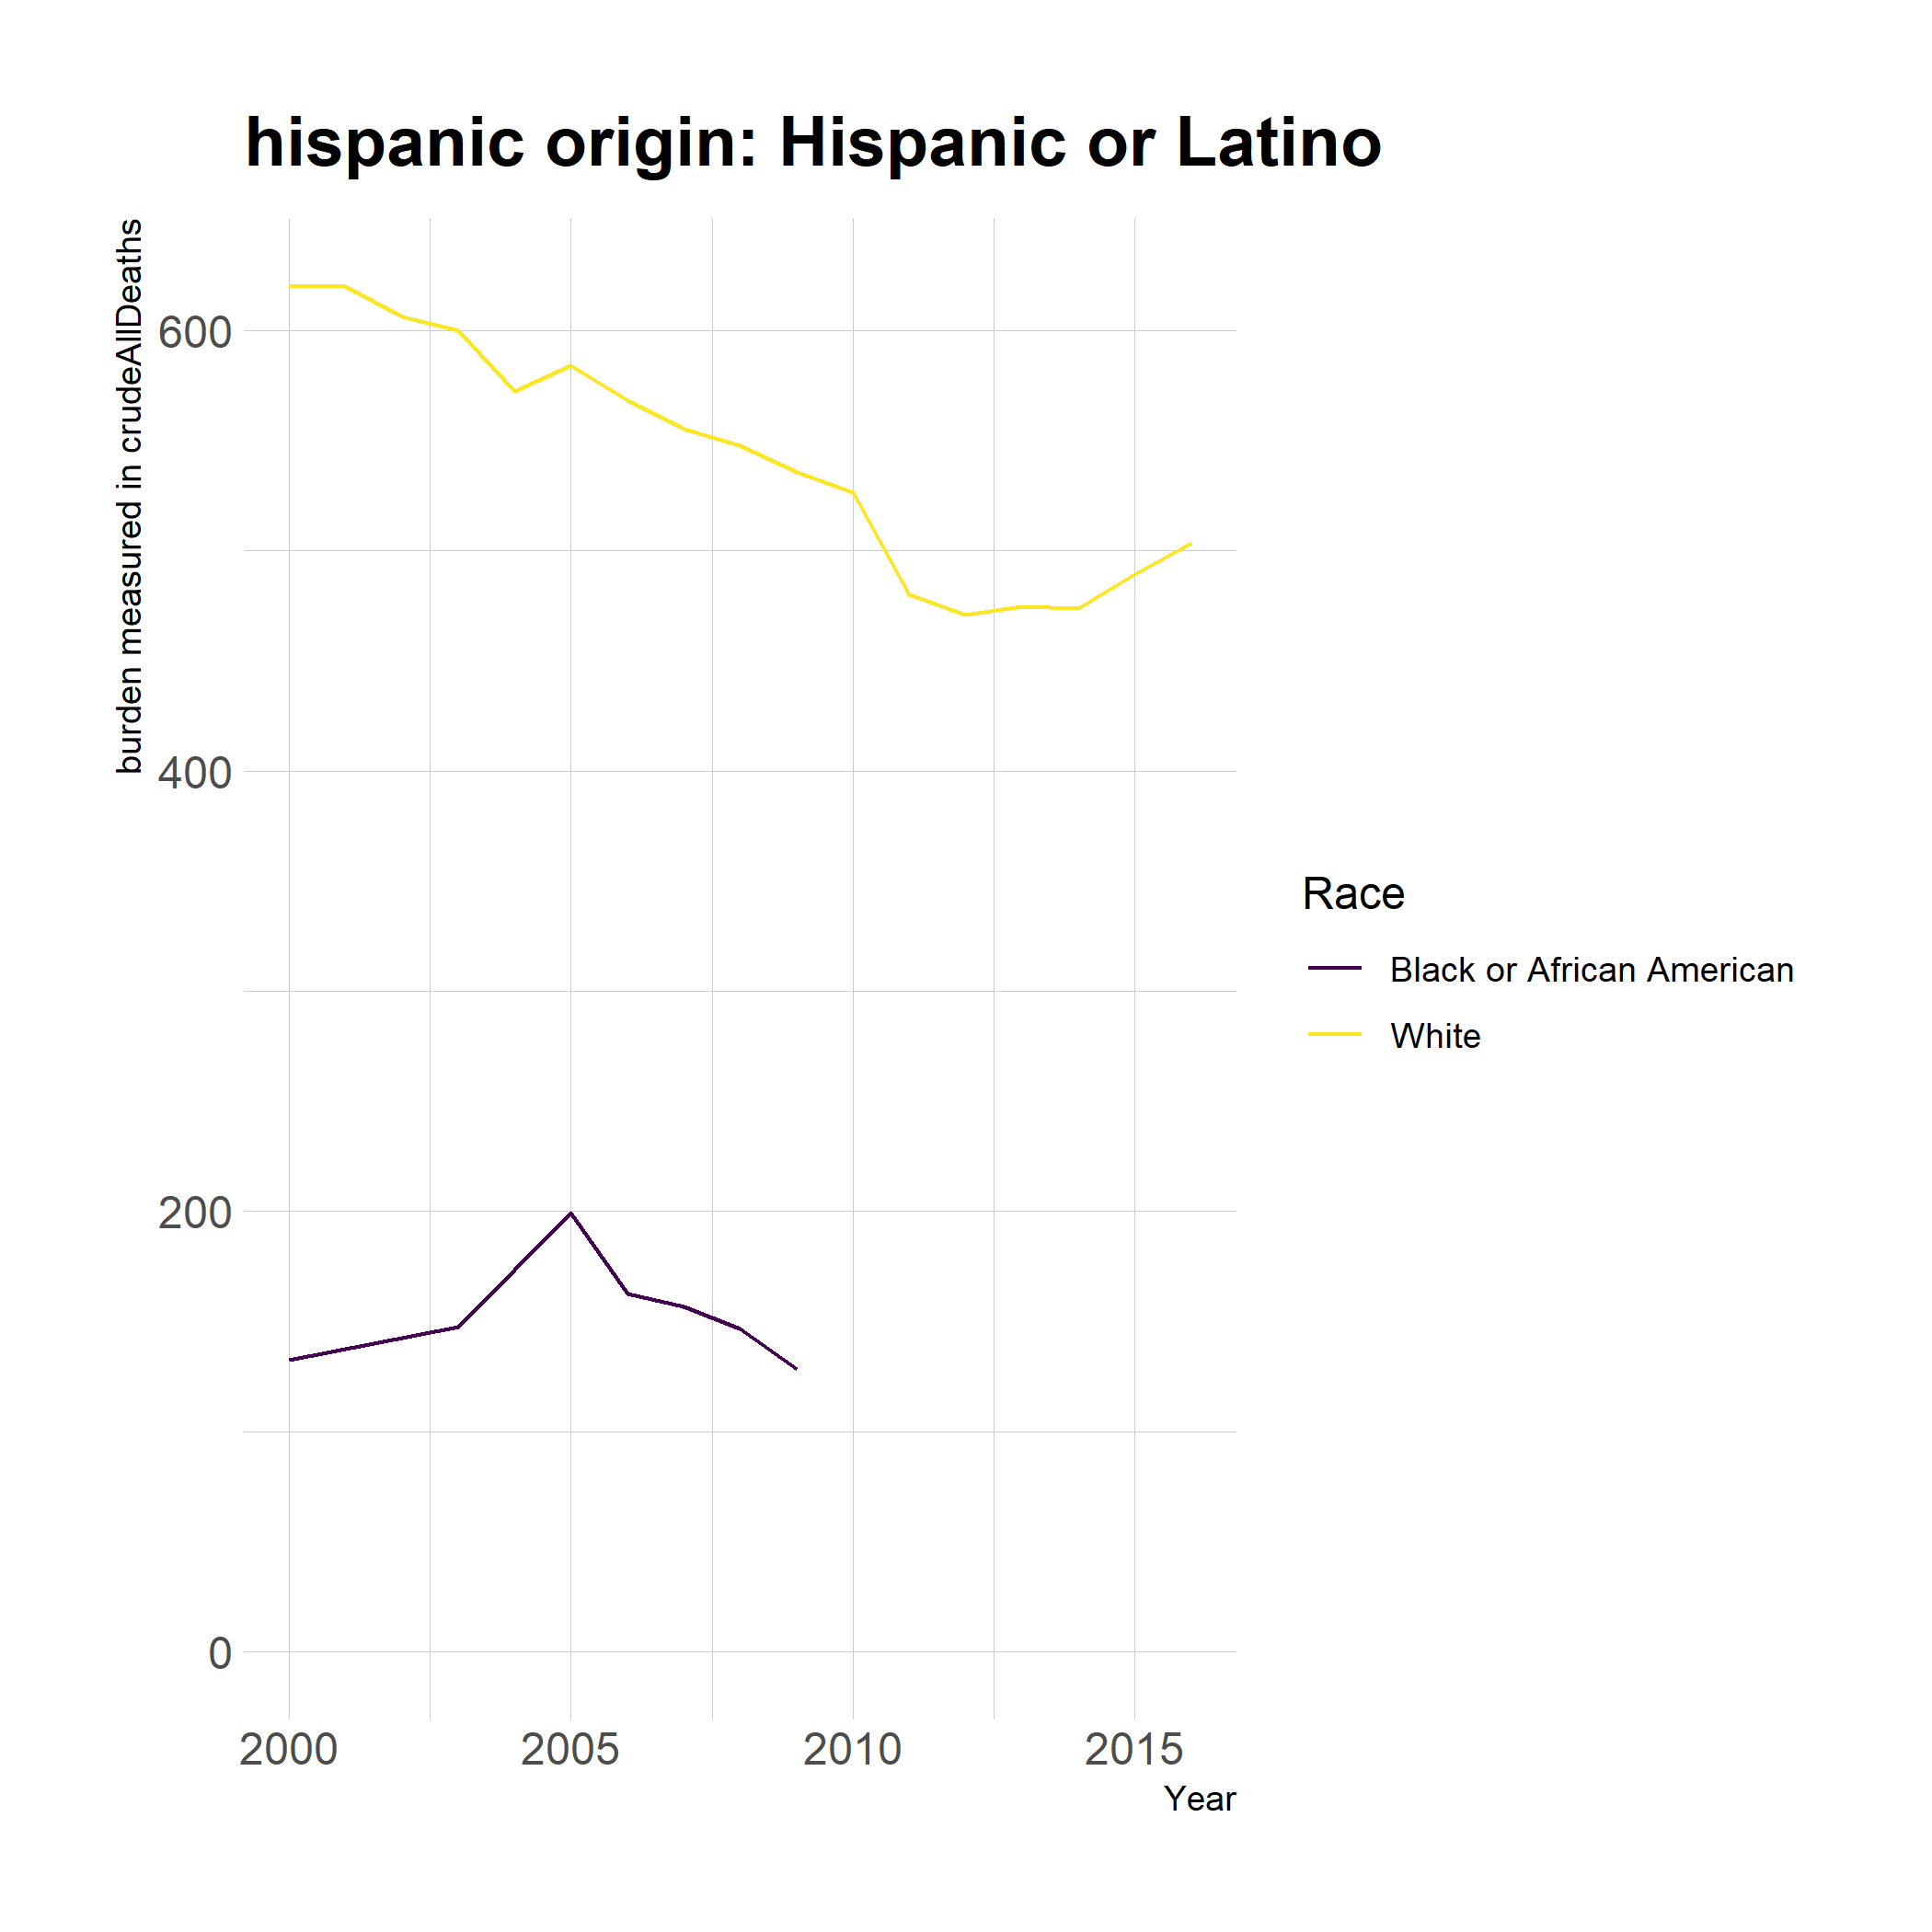 hispanic origin: Hispanic or Latino
burden measured in crudeAllDeaths
600
400
200
0
2000 2005 2010 2015
Year
Race
Black or African American
White